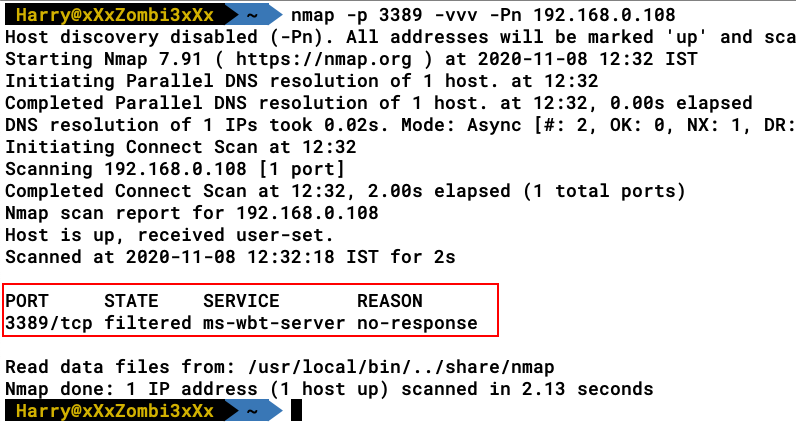 Harry@xXxZombi3xXx ~ nmap -p 3389 -vvv -Pn 192.168.0.108
Host discovery disabled (-Pn). All addresses will be marked 'up' and sca
Starting Nmap 7.91 ( https://nmap.org ) at 2020-11-08 12:32 IST
Initiating Parallel DNS resolution of 1 host. at 12:32
Completed Parallel DNS resolution of 1 host. at 12:32, 0.00s elapsed
DNS resolution of 1 IPs took 0.02s. Mode: Async [#: 2, OK: 0, NX: 1, DR:
Initiating Connect Scan at 12:32
Scanning 192.168.0.108 [1 port]
Completed Connect Scan at 12:32, 2.00s elapsed (1 total ports)
Nmap scan report for 192.168.0.108
Host is up, received user-set.
Scanned at 2020-11-08 12:32:18 IST for 2s
PORT STATE SERVICE REASON
3389/tcp filtered ms-wbt-server no-response
Read data files from: /usr/local/bin/../share/nmap
Nmap done: 1 IP address (1 host up) scanned in 2.13 seconds
Harry@xXxZombi3xXx ~